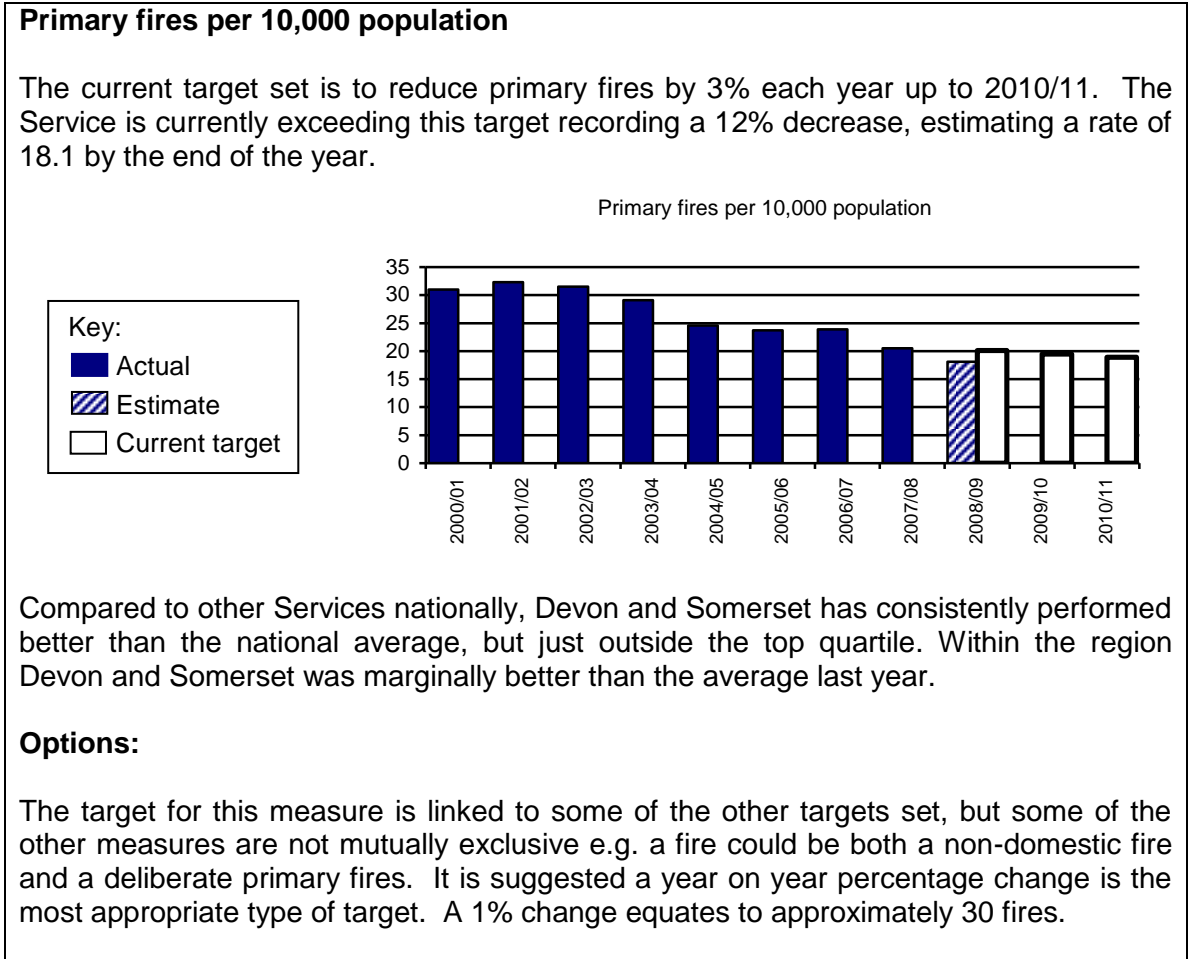 Primary fires per 10,000 population
The current target set is to reduce primary fires by 3% each year up to 2010/11. The
Service is currently exceeding this target recording a 12% decrease, estimating a rate of
18.1 by the end of the year.
Primary fires per 10,000 population
35
30
25
20
15
10
5
0
Key:
Actual
Estimate
Current target
2000/01
2001/02
2002/03
2003/04
2004/05
2005/06
2006/07
2007/08
2008/09
2009/10
2010/11
Compared to other Services nationally, Devon and Somerset has consistently performed
better than the national average, but just outside the top quartile. Within the region
Devon and Somerset was marginally better than the average last year.
Options:
The target for this measure is linked to some of the other targets set, but some of the
other measures are not mutually exclusive e.g. a fire could be both a non-domestic fire
and a deliberate primary fires. It is suggested a year on year percentage change is the
most appropriate type of target. A 1% change equates to approximately 30 fires.